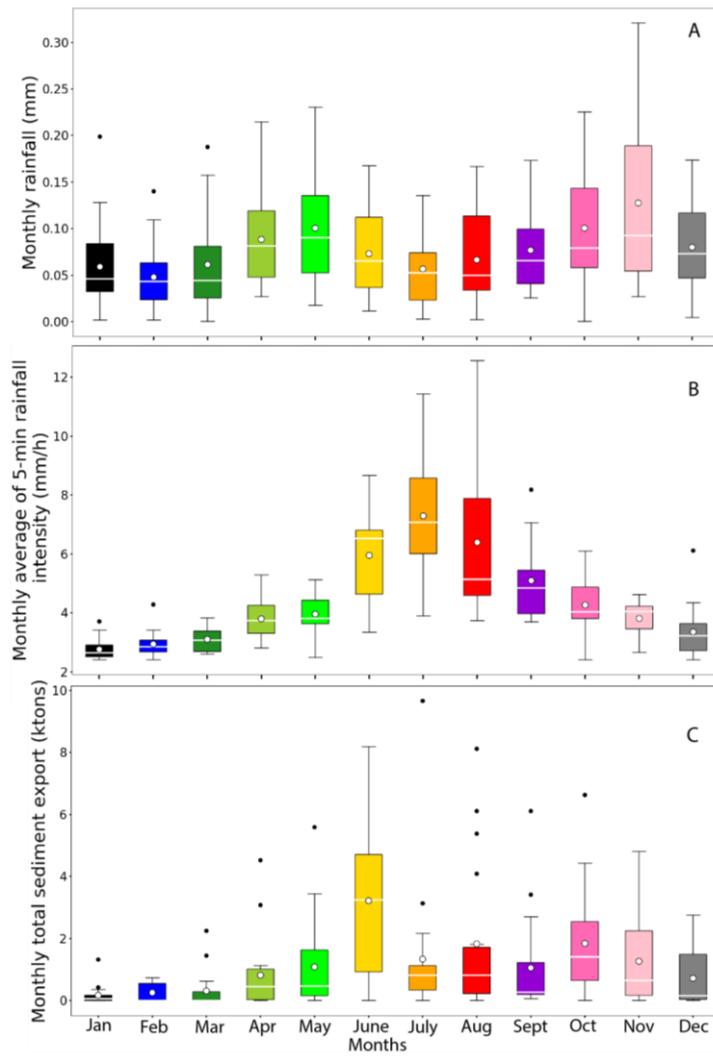 A
Monthly rainfall (mm)
0.30
0.25
0.20
0.15
0.10
0.05
0.00
B
Monthly average of 5-min rainfall
intensity (mm/h)
12
10
8
6
4
2
C
Monthly total sediment export (ktons)
10
8
6
4
2
0
Jan Feb Mar Apr May June July Aug Sept Oct Nov Dec
Months